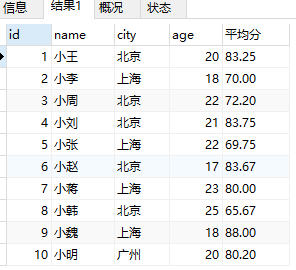 信息 结果1 概况 状态
id name city age 平均分
1 小王 北京 20 83.25
2 小李 上海 18 70.00
3 小周 北京 22 72.20
4 小刘 北京 21 83.75
5 小张 上海 22 69.75
6 小赵 北京 17 83.67
7 小蒋 上海 23 80.00
8 小韩 北京 25 65.67
9 小魏 上海 18 88.00
10 小明 广州 20 80.20